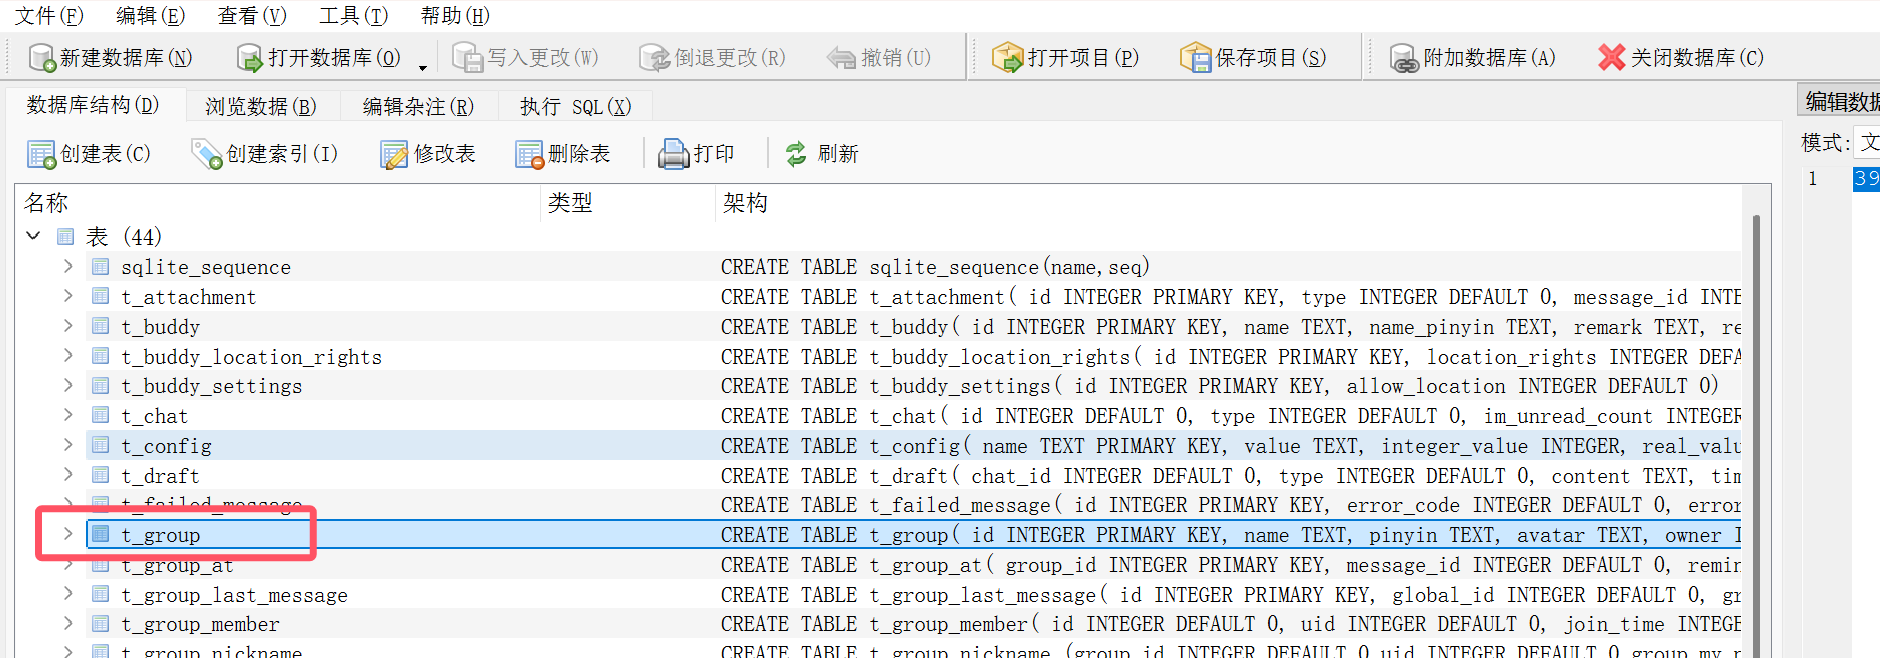 文件(F) 编辑(E) 查看(V) 工具(T) 帮助(H)
新建数据库(N) 打开数据库(O) 写入更改(W) 倒退更改(R) 撤销(U) 打开项目(P) 保存项目(S) 附加数据库(A) 关闭数据库(C)
数据库结构(D) 浏览数据(B) 编辑杂注(R) 执行 SQL(X) 编辑数据
模式: 文
创建表(C) 创建索引(I) 修改表 删除表 打印 刷新
1 39
名称 类型 架构
表 (44)
sqlite_sequence CREATE TABLE sqlite_sequence(name,seq)
t_attachment CREATE TABLE t_attachment( id INTEGER PRIMARY KEY, type INTEGER DEFAULT 0, message_id INTE
t_buddy CREATE TABLE t_buddy( id INTEGER PRIMARY KEY, name TEXT, name_pinyin TEXT, remark TEXT, re
t_buddy_location_rights CREATE TABLE t_buddy_location_rights( id INTEGER PRIMARY KEY, location_rights INTEGER DEFA
t_buddy_settings CREATE TABLE t_buddy_settings( id INTEGER PRIMARY KEY, allow_location INTEGER DEFAULT 0)
t_chat CREATE TABLE t_chat( id INTEGER DEFAULT 0, type INTEGER DEFAULT 0, im_unread_count INTEGER
t_config CREATE TABLE t_config( name TEXT PRIMARY KEY, value TEXT, integer_value INTEGER, real_valu
t_draft CREATE TABLE t_draft( chat_id INTEGER DEFAULT 0, type INTEGER DEFAULT 0, content TEXT, tim
t_failed_message CREATE TABLE t_failed_message( id INTEGER PRIMARY KEY, error_code INTEGER DEFAULT 0, error
t_group CREATE TABLE t_group( id INTEGER PRIMARY KEY, name TEXT, pinyin TEXT, avatar TEXT, owner I
t_group_at CREATE TABLE t_group_at( group_id INTEGER PRIMARY KEY, message_id INTEGER DEFAULT 0, remin
t_group_last_message CREATE TABLE t_group_last_message( id INTEGER PRIMARY KEY, global_id INTEGER DEFAULT 0, gr
t_group_member CREATE TABLE t_group_member( id INTEGER DEFAULT 0, uid INTEGER DEFAULT 0, join_time INTEGE
t_group_nickname CREATE TABLE t_group_nickname (group_id INTEGER DEFAULT 0,uid INTEGER DEFAULT 0,group_my_n